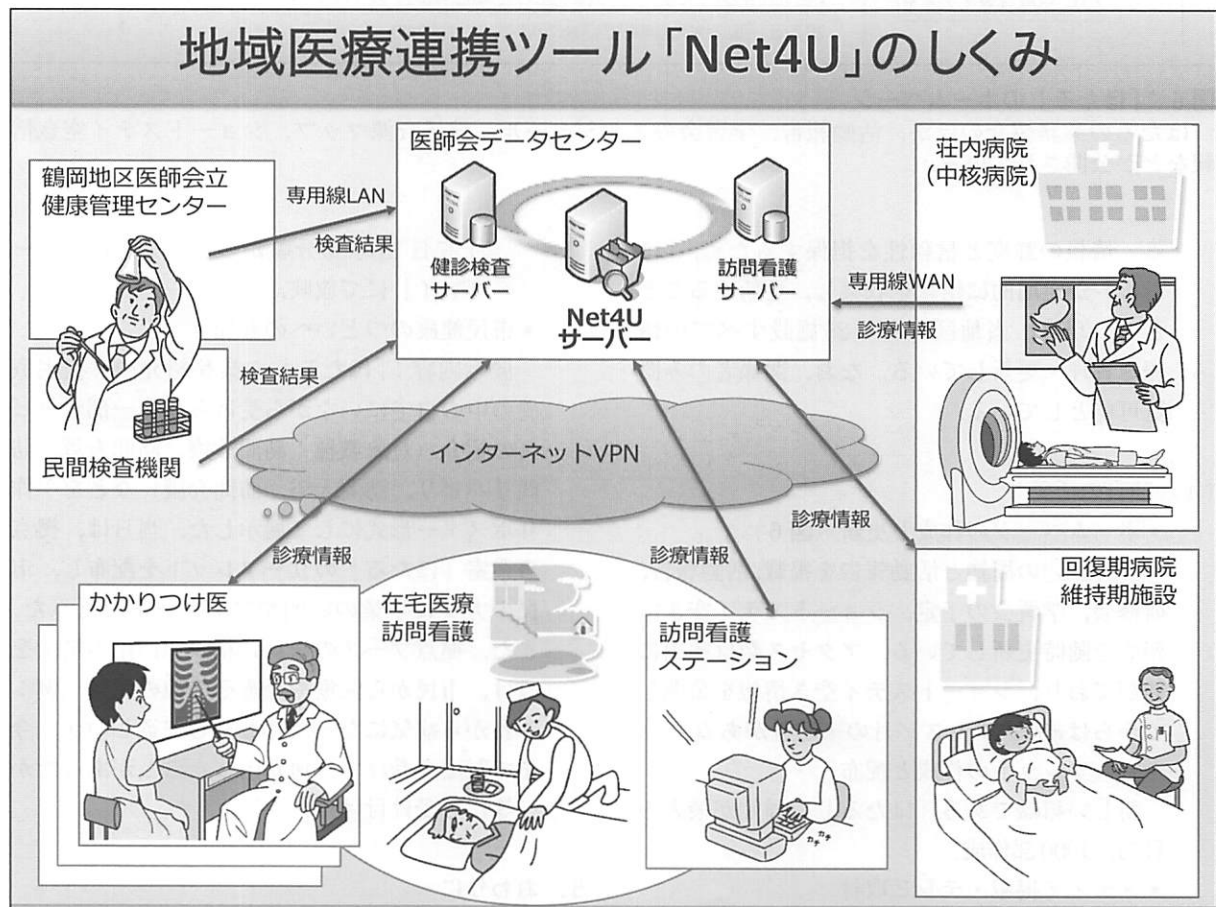 地域医療連携ツール「Net4U」のしくみ
鶴岡地区医師会立
健康管理センター
民間検査機関
専用線LAN
検査結果
検査結果
医師会データセンター
健診検査
サーバー
訪問看護
サーバー
Net4U
サーバー
専用線WAN
診療情報
荘内病院
（中核病院）
インターネットVPN
診療情報
診療情報
診療情報
かかりつけ医
在宅医療
訪問看護
訪問看護
ステーション
カチ
カチ
回復期病院
維持期施設